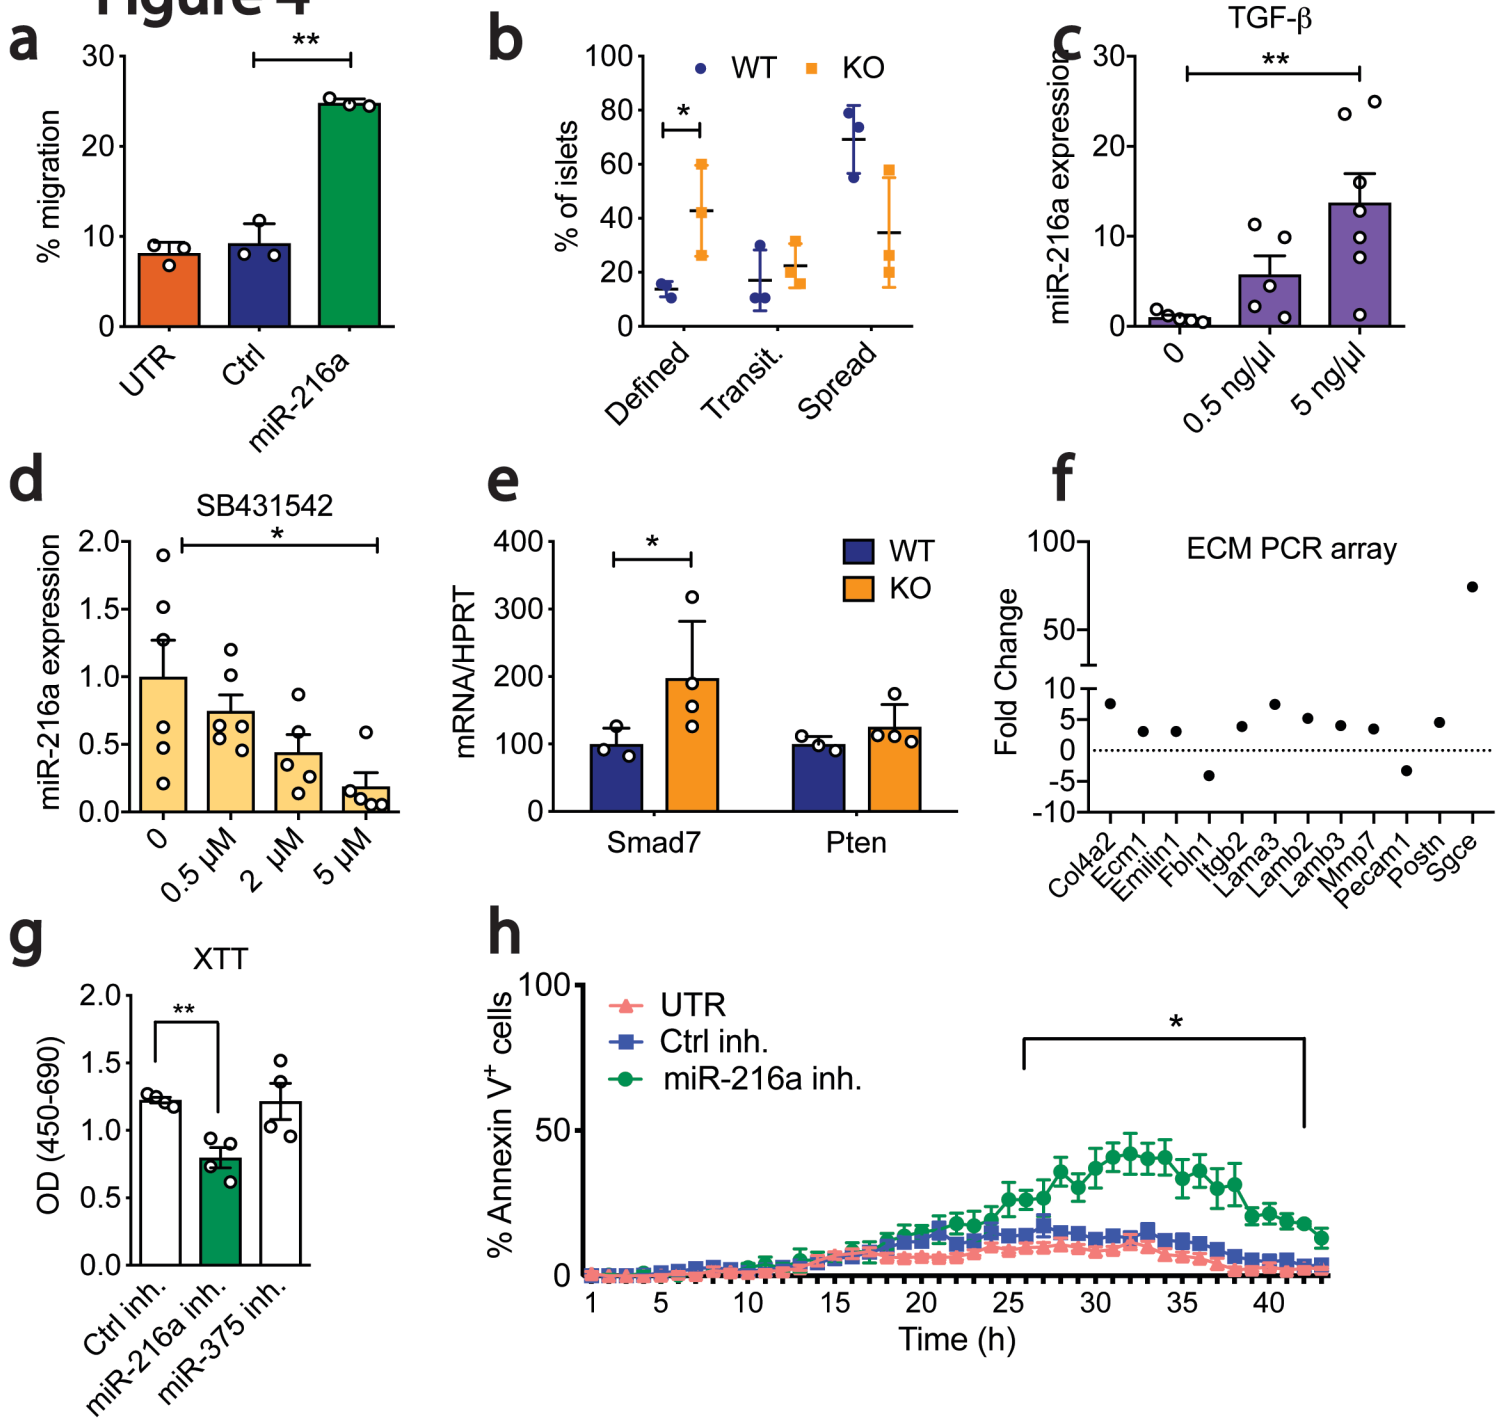 Figure 4
a
**
30
20
10
0
% migration
UTR
Ctrl
miR-216a
b
WT
KO
*
100
80
60
40
20
0
% of islets
Defined
Transit.
Spread
c
TGF-β
**
30
20
10
0
miR-216a expression
0
0.5 ng/µl
5 ng/µl
d
SB431542
*
2.0
1.5
1.0
0.5
0.0
miR-216a expression
0
0.5 µM
2 µM
5 µM
e
*
WT
KO
400
300
200
100
0
mRNA/HPRT
Smad7
Pten
f
ECM PCR array
100
50
10
5
0
-5
-10
Fold Change
Col4a2
Ecm1
Emilin1
Fbln1
Itgb2
Lama3
Lamb2
Lamb3
Mmp7
Pecam1
Postn
Sgce
g
XTT
**
2.0
1.5
1.0
0.5
0.0
OD (450-690)
Ctrl inh.
miR-216a inh.
miR-375 inh.
h
UTR
Ctrl inh.
miR-216a inh.
*
100
50
0
% Annexin V+ cells
1 5 10 15 20 25 30 35 40
Time (h)